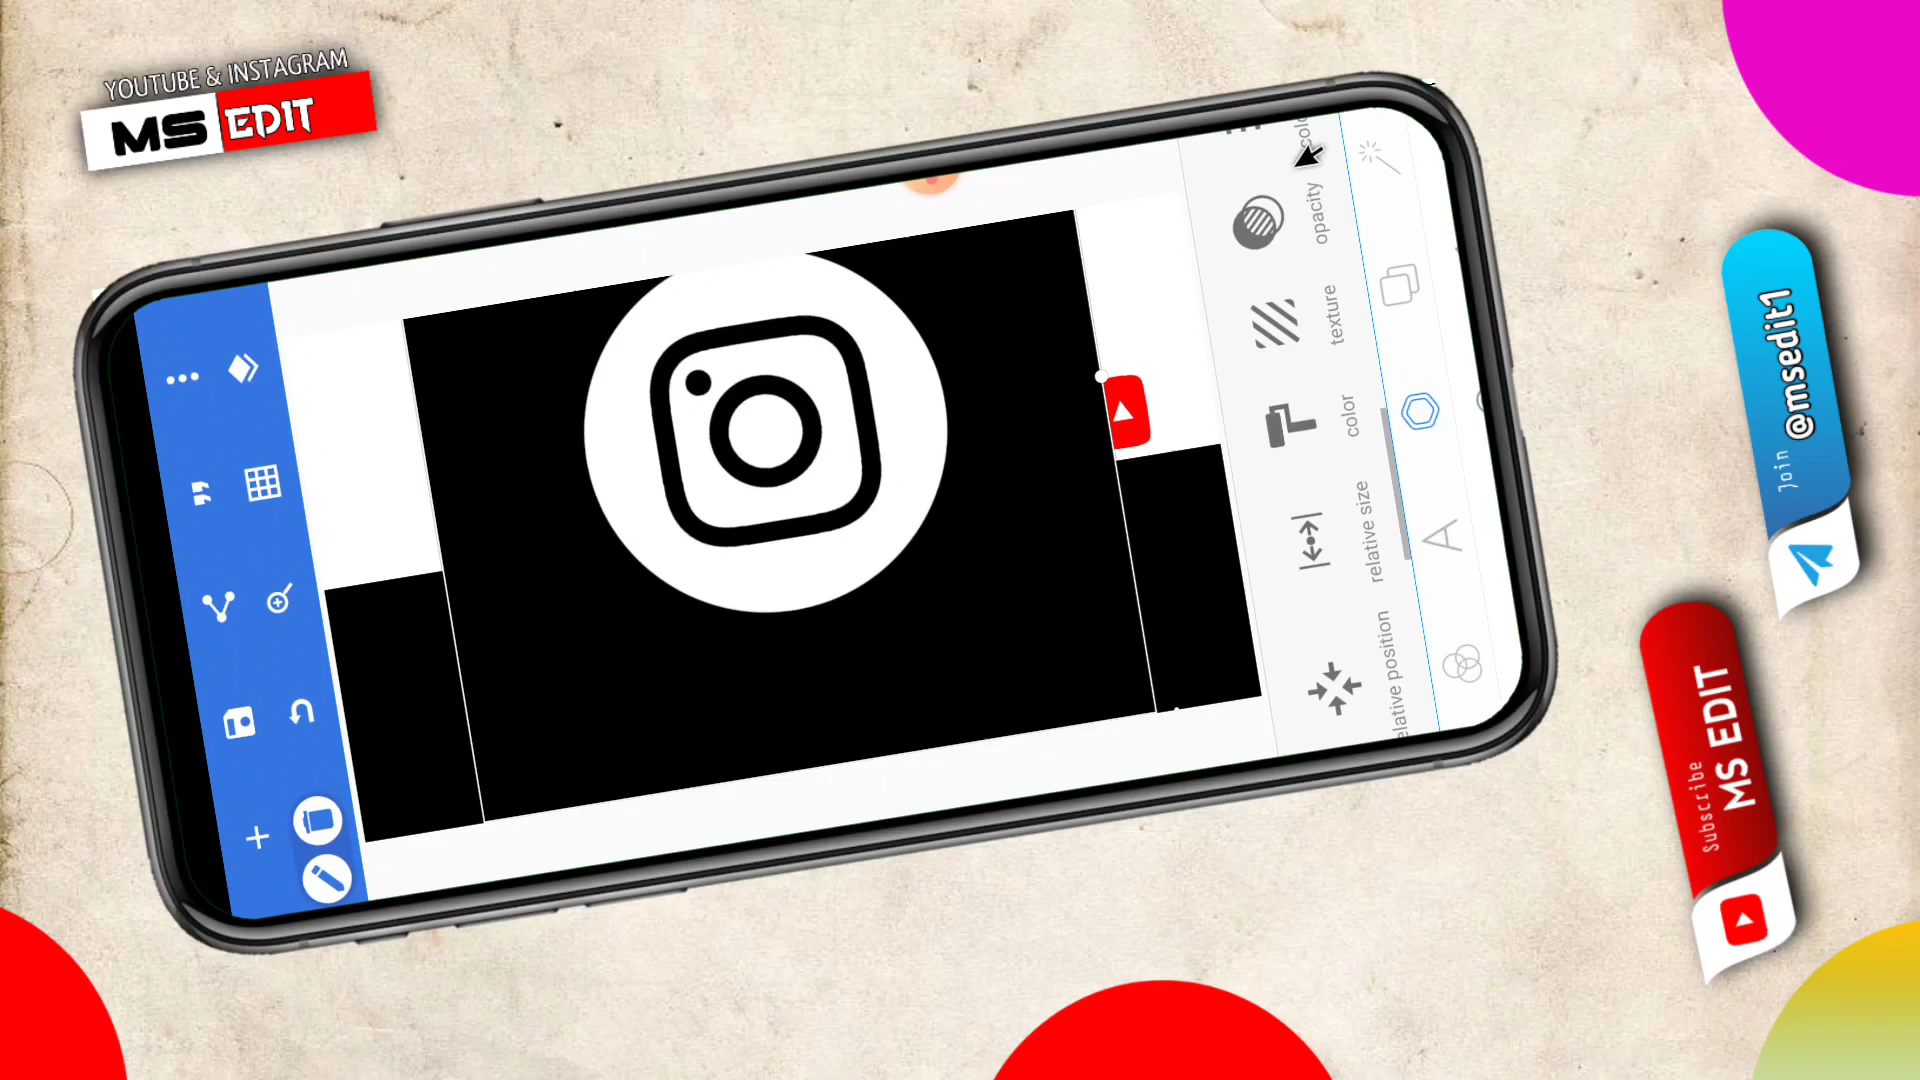 YOUTUBE & INSTAGRAM
MS EDIT
opacity
texture
color
relative size
elative position
A
Join @msedit1
Subscribe
MS EDIT